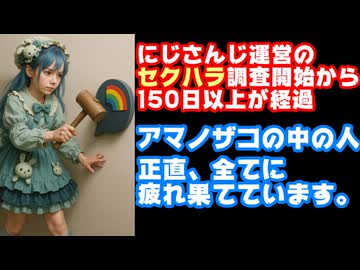 にじさんじ運営の
セクハラ調査開始から
150日以上が経過
アマノザコの中の人
正直、全てに
疲れ果てています。